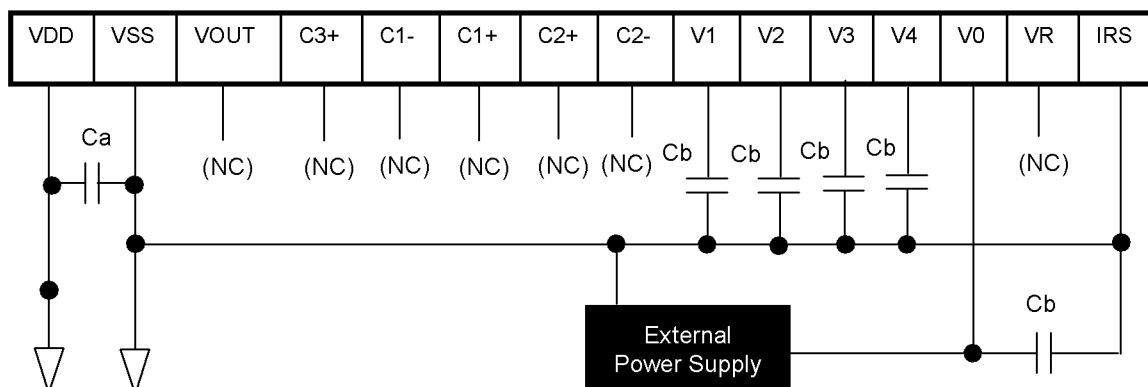 VDD VSS VOUT C3+ C1- C1+ C2+ C2- V1 V2 V3 V4 V0 VR IRS
Ca
(NC) (NC) (NC) (NC) (NC) (NC) Cb Cb Cb Cb (NC)
External
Power Supply
Cb